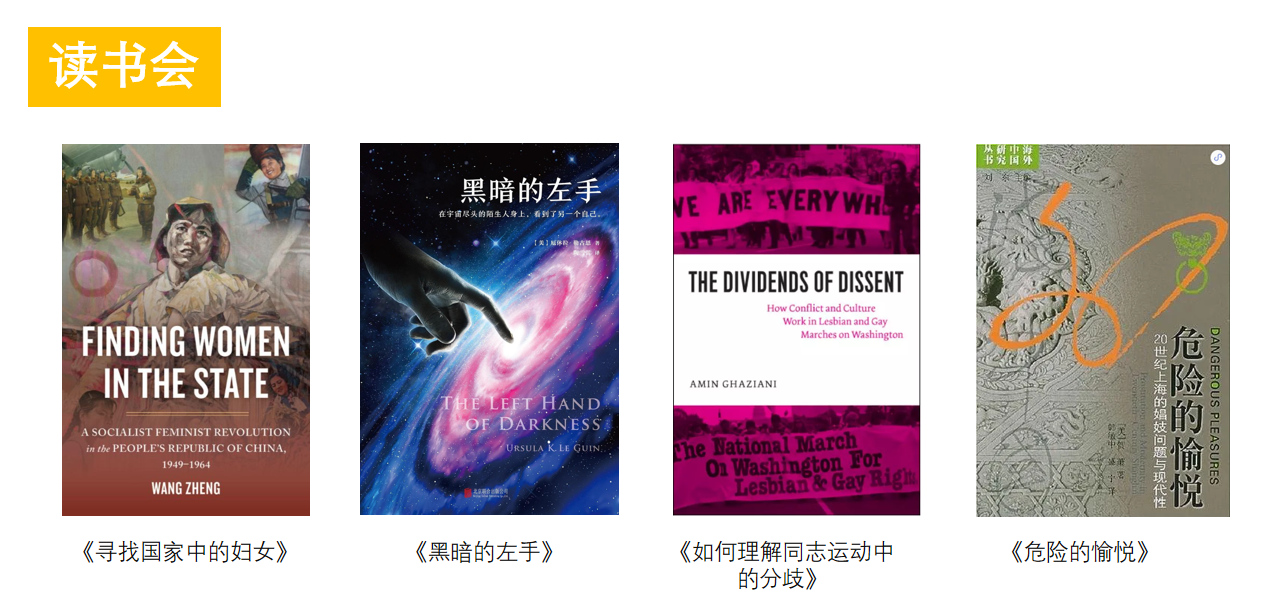 读书会
FINDING WOMEN
IN THE STATE
A SOCIALIST FEMINIST REVOLUTION
in the PEOPLE'S REPUBLIC OF CHINA,
1949–1964
WANG ZHENG
《寻找国家中的妇女》
黑暗的左手
在宇宙尽头的陌生人身上，看到了另一个自己。
THE LEFT HAND
OF DARKNESS
URSULA K. LE GUIN
《黑暗的左手》
WE ARE EVERYWH
THE DIVIDENDS OF DISSENT
How Conflict and Culture
Work in Lesbian and Gay
Marches on Washington
AMIN GHAZIANI
The National March
On Washington For
Lesbian & Gay Righ
《如何理解同志运动中
的分歧》
海外
中国
研究
丛书
DANGEROUS PLEASURES
危险的愉悦
20世纪上海的娼妓问题与现代性
《危险的愉悦》